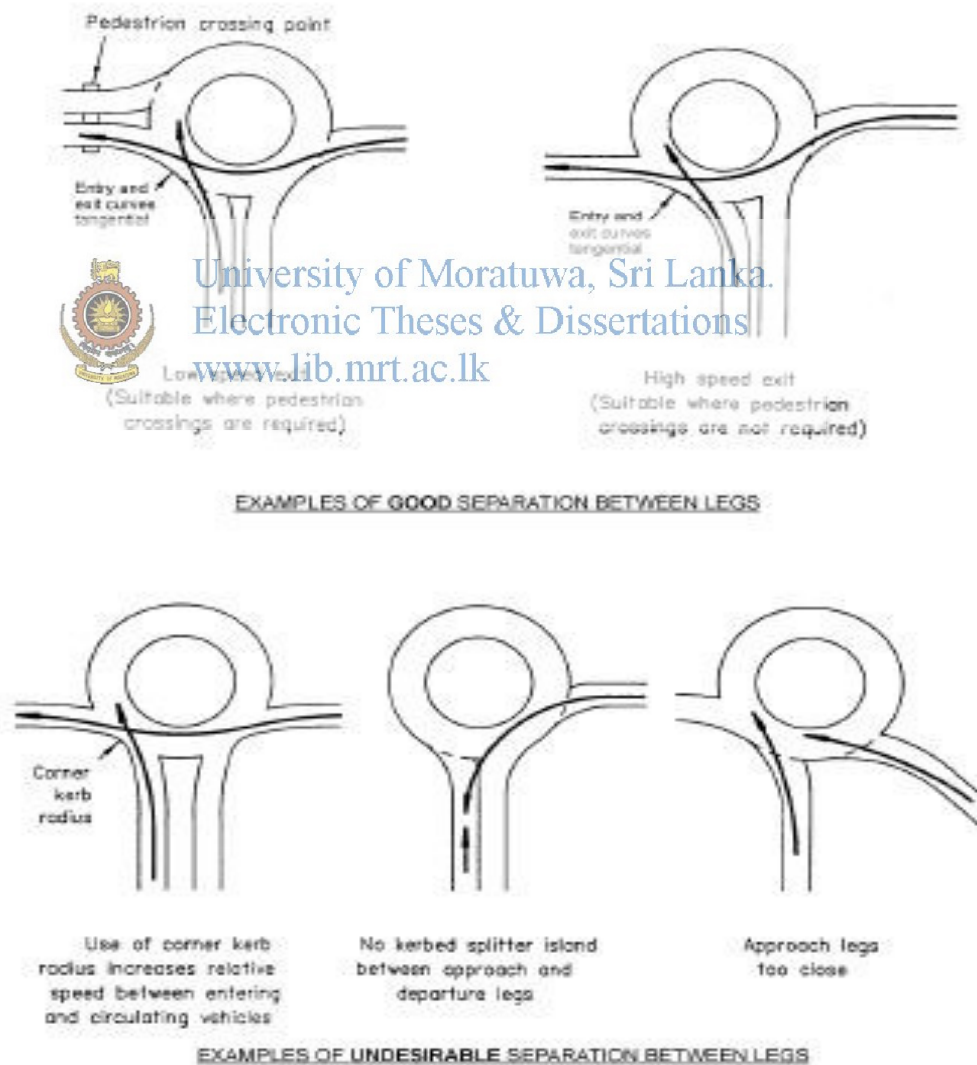 Pedestrian crossing point
Entry and
exit curves
tangential
Entry and
exit curves
tangential
University of Moratuwa, Sri Lanka.
Electronic Theses & Dissertations
www.lib.mrt.ac.lk
Low speed exit
(Suitable where pedestrian
crossings are required)
High speed exit
(Suitable where pedestrian
crossings are not required)
EXAMPLES OF GOOD SEPARATION BETWEEN LEGS
Corner
kerb
radius
Use of corner kerb
radius increases relative
speed between entering
and circulating vehicles
No kerbed splitter island
between approach and
departure legs
Approach legs
too close
EXAMPLES OF UNDESIRABLE SEPARATION BETWEEN LEGS